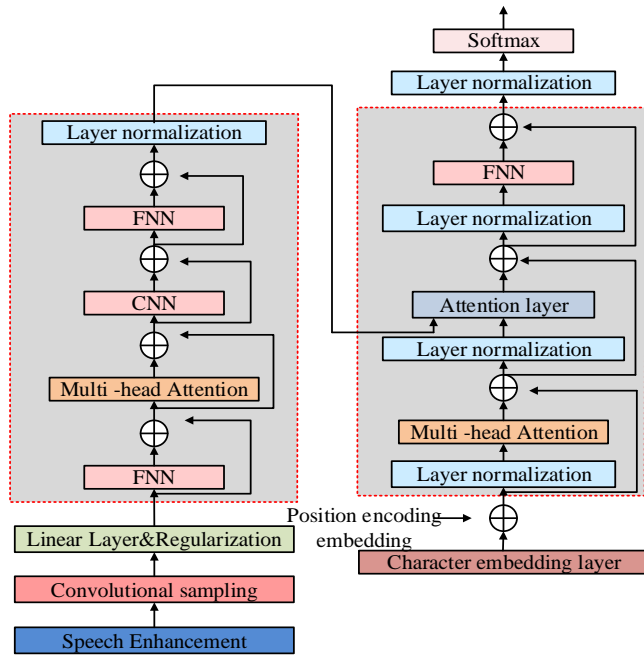 Softmax
Layer normalization
Layer normalization
FNN
CNN
FNN
Multi -head Attention
FNN
Linear Layer&Regularization
Convolutional sampling
Speech Enhancement
FNN
Layer normalization
Attention layer
Layer normalization
Multi -head Attention
Layer normalization
Position encoding
embedding
Character embedding layer